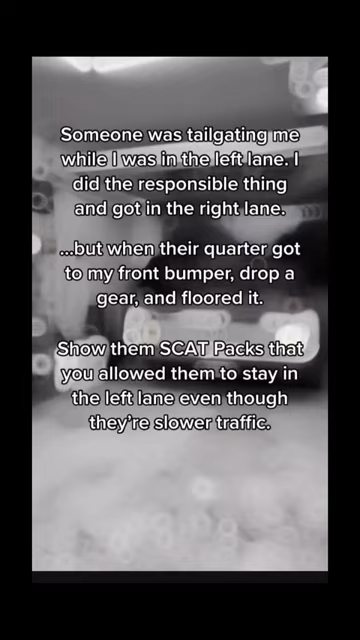 Someone was tailgating me
while I was in the left lane. I
did the responsible thing
and got in the right lane.
...but when their quarter got
to my front bumper, drop a
gear, and floored it.
Show them SCAT Packs that
you allowed them to stay in
the left lane even though
they're slower traffic.